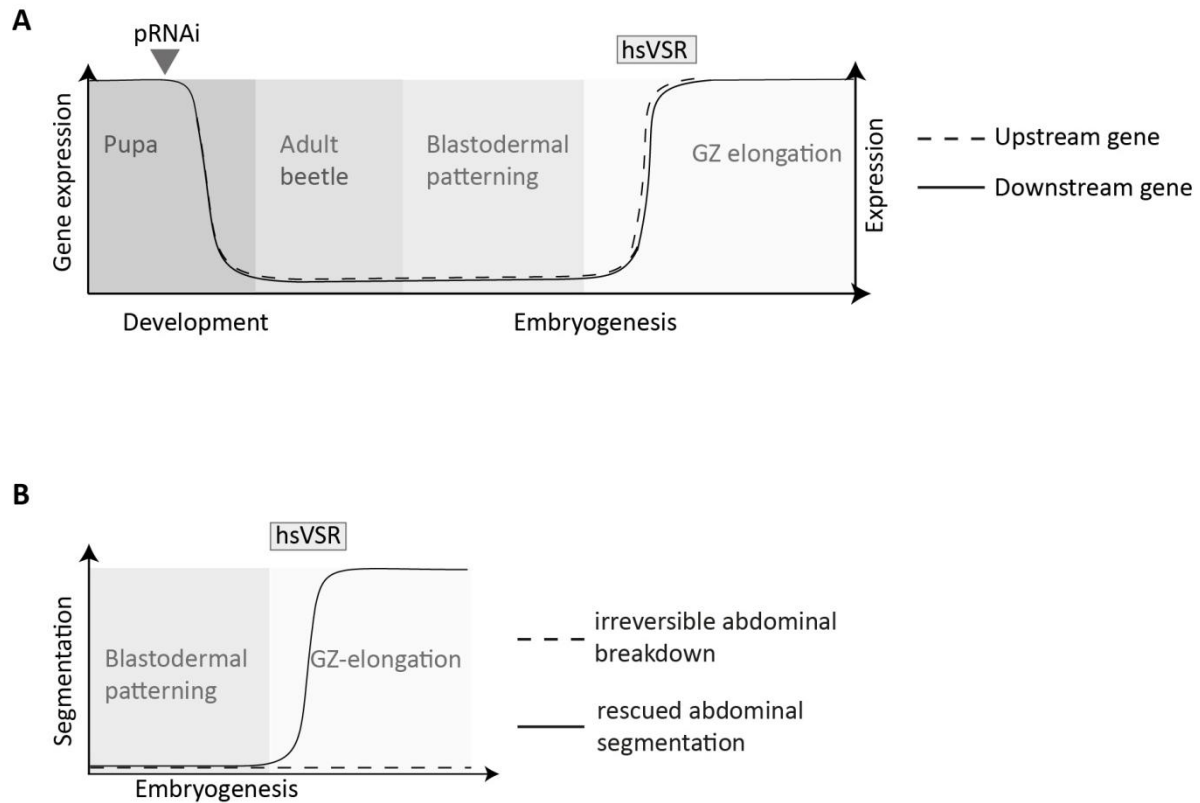 A
pRNAi
hsVSR
Gene expression
Pupa
Adult
beetle
Blastodermal
patterning
GZ elongation
Expression
Upstream gene
Downstream gene
Development
Embryogenesis
B
hsVSR
Segmentation
Blastodermal
patterning
GZ-elongation
irreversible abdominal
breakdown
rescued abdominal
segmentation
Embryogenesis